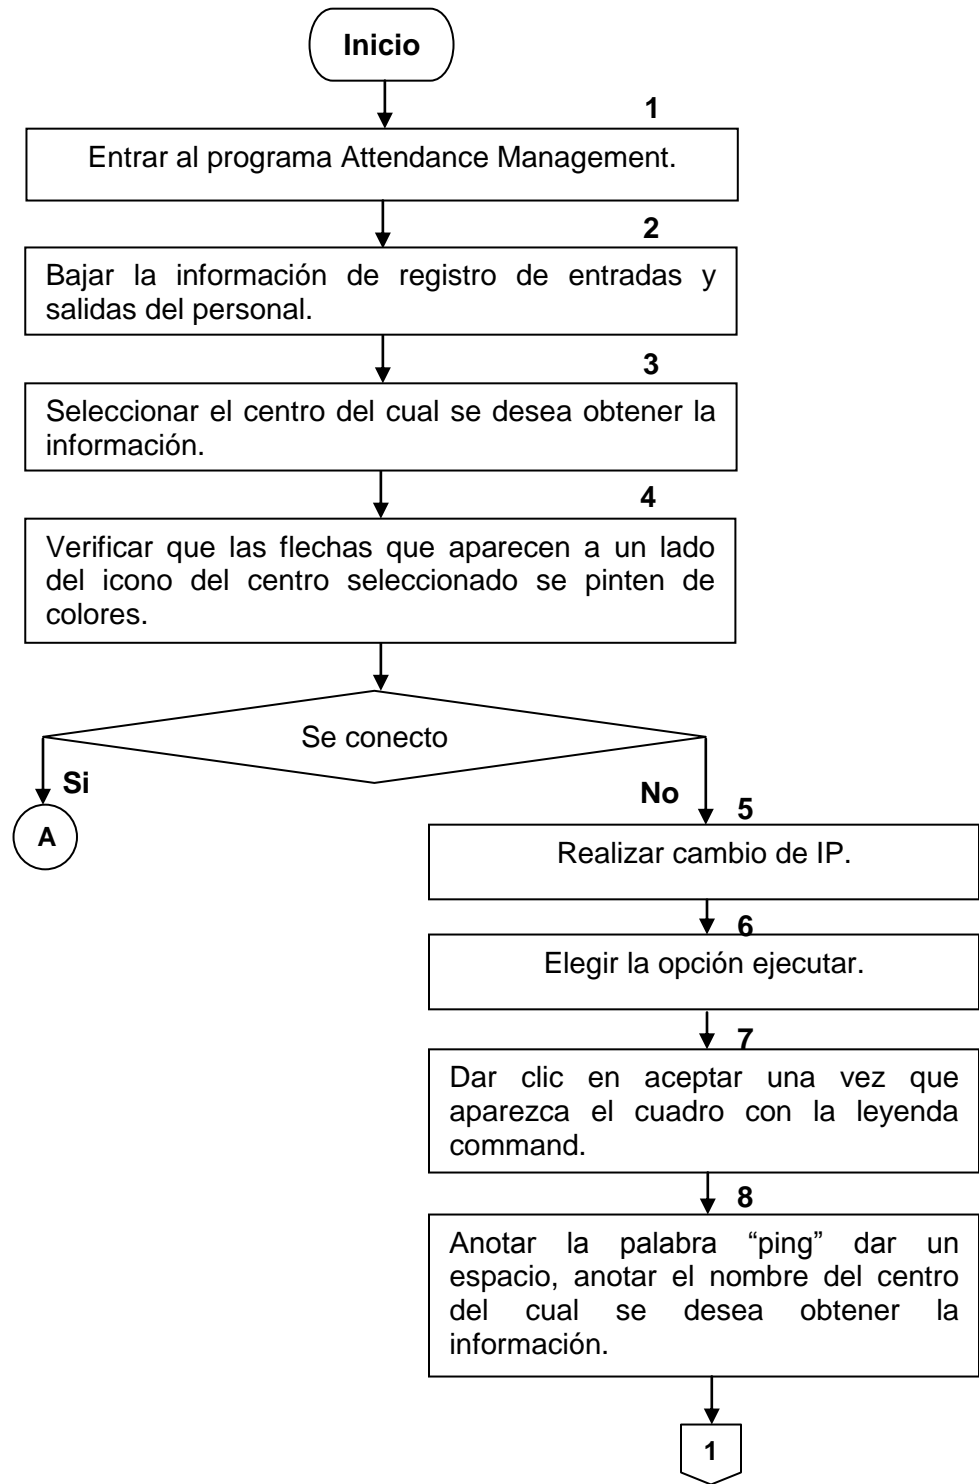 Inicio
1
Entrar al programa Attendance Management.
2
Bajar la información de registro de entradas y
salidas del personal.
3
Seleccionar el centro del cual se desea obtener la
información.
4
Verificar que las flechas que aparecen a un lado
del icono del centro seleccionado se pinten de
colores.
Se conecto
Si
No
A
5
Realizar cambio de IP.
6
Elegir la opción ejecutar.
7
Dar clic en aceptar una vez que
aparezca el cuadro con la leyenda
command.
8
Anotar la palabra “ping” dar un
espacio, anotar el nombre del centro
del cual se desea obtener la
información.
1